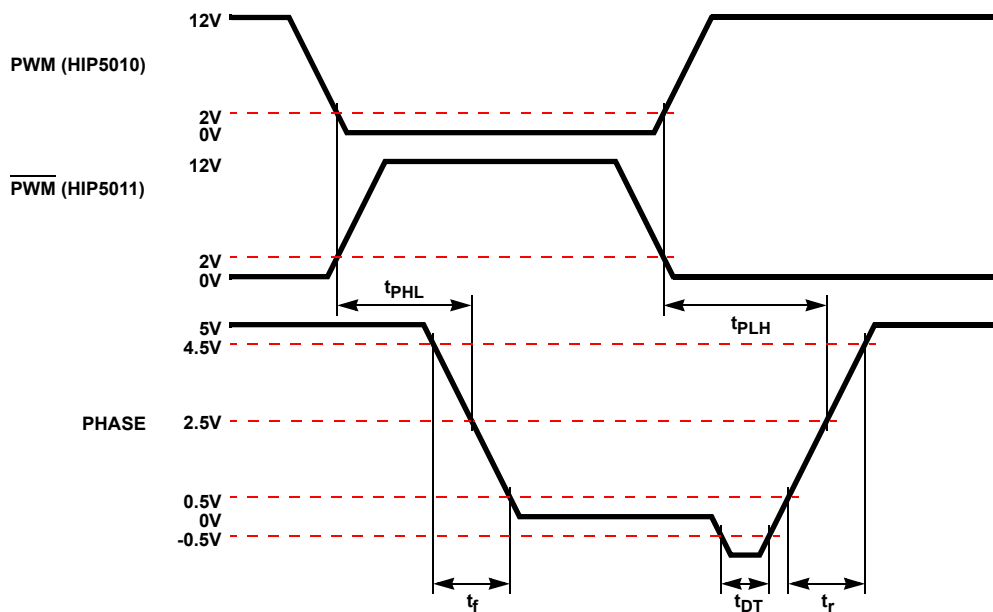 12V
PWM (HIP5010)
2V
0V
12V
PWM (HIP5011)
2V
0V
tPHL
tPLH
5V
4.5V
PHASE
2.5V
0.5V
0V
-0.5V
tf
tDT
tr